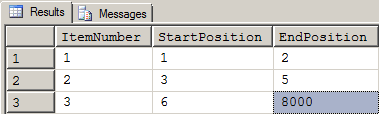 Results Messages
ItemNumber StartPosition EndPosition
1 1 1 2
2 2 3 5
3 3 6 8000